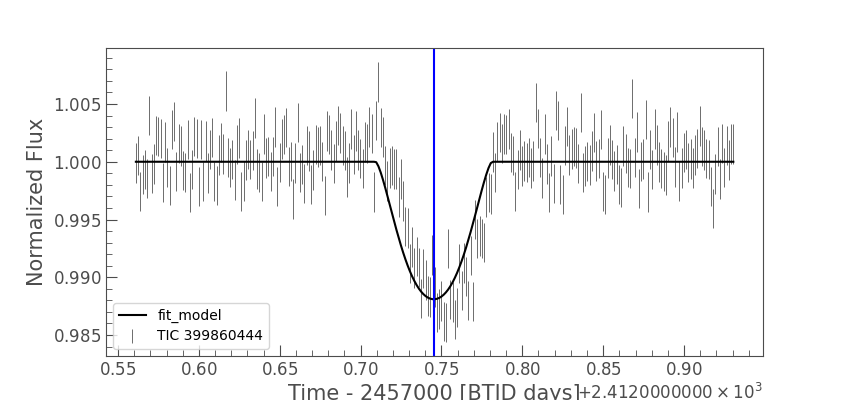 Normalized Flux
1.005
1.000
0.995
0.990
0.985
fit_model
TIC 399860444
0.55 0.60 0.65 0.70 0.75 0.80 0.85 0.90
Time - 2457000 [BTJD days]
+2.4120000000 × 10³